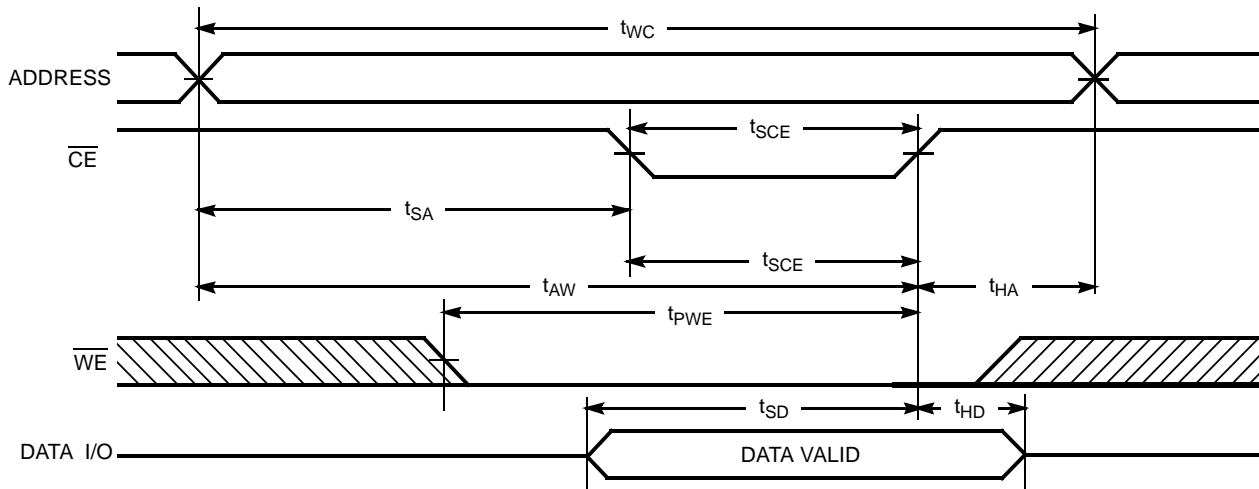 tWC
ADDRESS
tSCE
CE
tSA
tSCE
tAW
tHA
tPWE
WE
tSD
tHD
DATA I/O
DATA VALID